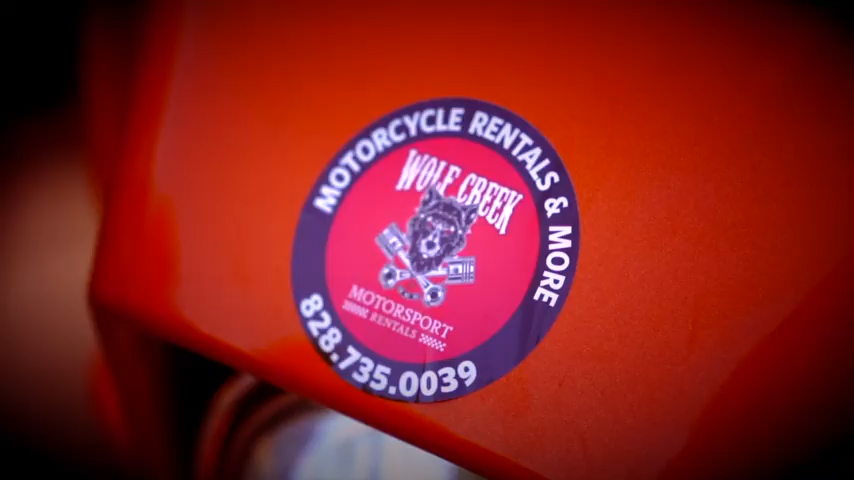 MOTORCYCLE RENTALS & MORE
WOLF CREEK
MOTORSPORT
RENTALS
828.735.0039